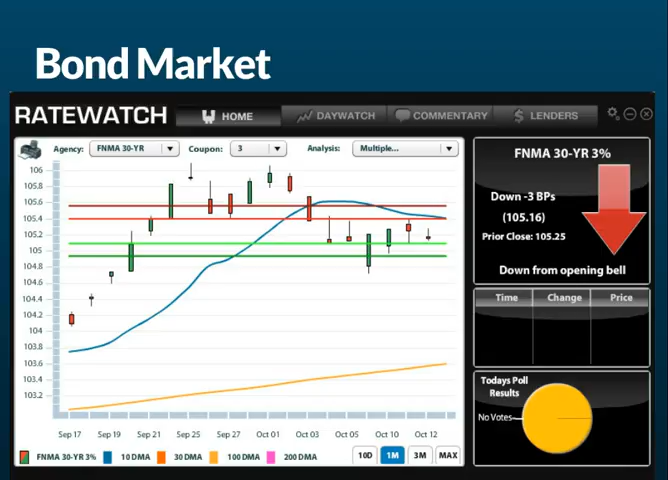 Bond Market
RATEWATCH HOME DAYWATCH COMMENTARY LENDERS
Agency: FNMA 30-YR Coupon: 3 Analysis: Multiple...
106
105.8
105.6
105.4
105.2
105
104.8
104.6
104.4
104.2
104
103.8
103.6
103.4
103.2
Sep 17 Sep 19 Sep 21 Sep 25 Sep 27 Oct 01 Oct 03 Oct 05 Oct 10 Oct 12
FNMA 30-YR 3% 10 DMA 30 DMA 100 DMA 200 DMA
10D 1M 3M MAX
FNMA 30-YR 3%
Down -3 BPs
(105.16)
Prior Close: 105.25
Down from opening bell
Time Change Price
Todays Poll
Results
No Votes